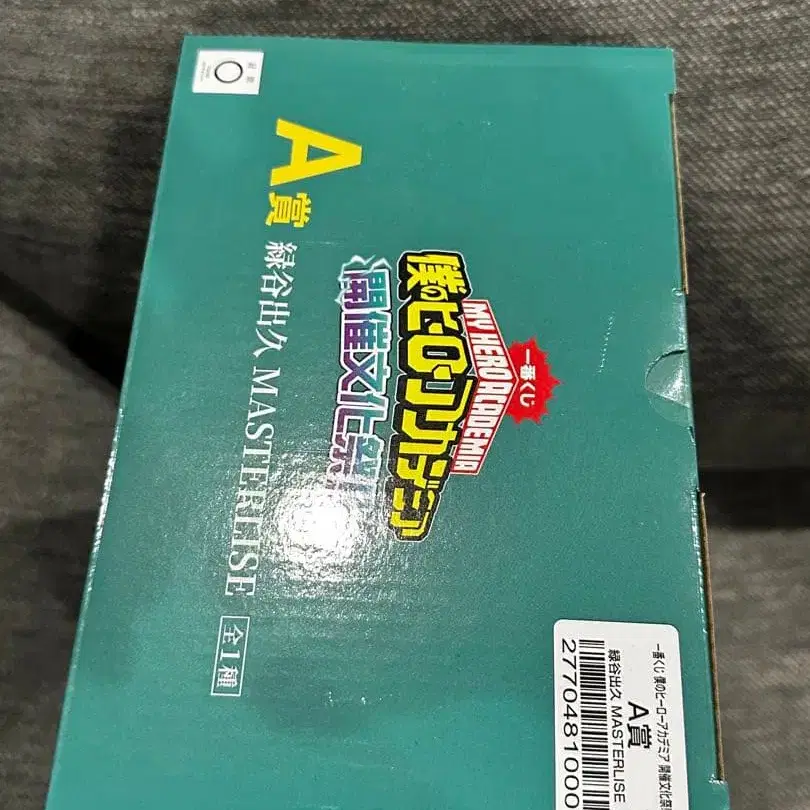 一番くじ
MY HERO ACADEMIA
僕のヒーローアカデミア
開催文化祭
A賞
緑谷出久 MASTERLISE 全1種
一番くじ 僕のヒーローアカデミア 開催文化祭
A賞
緑谷出久 MASTERLISE
2770481000